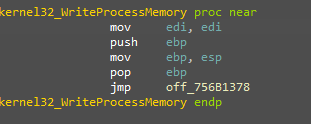 kernel32_WriteProcessMemory proc near
mov edi, edi
push ebp
mov ebp, esp
pop ebp
jmp off_756B1378
kernel32_WriteProcessMemory endp